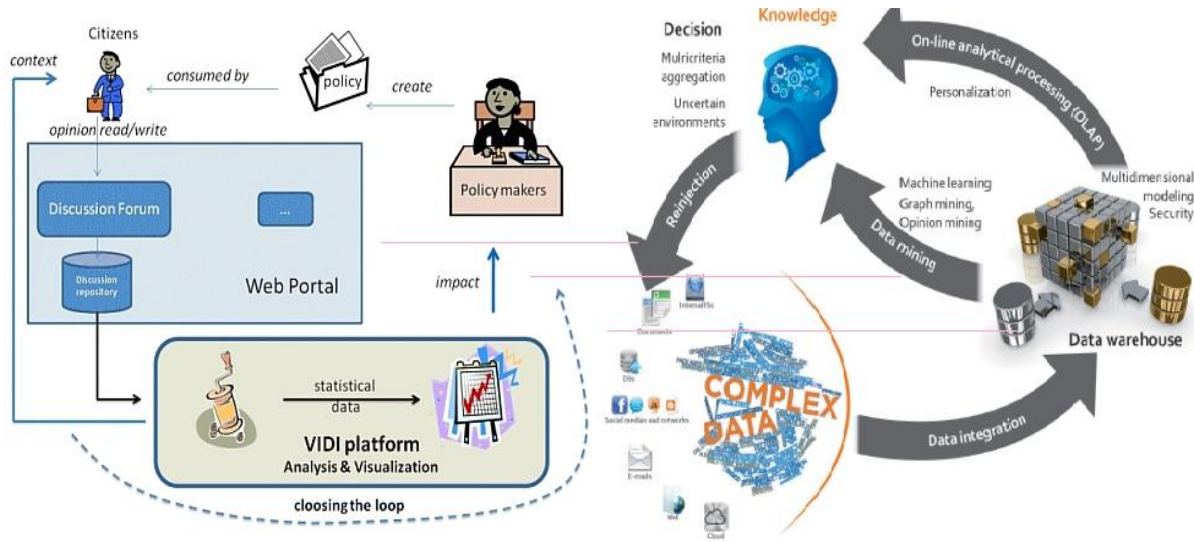 Citizens
context
consumed by
policy
create
opinion read/write
Policy makers
Discussion Forum
...
Discussion
repository
Web Portal
impact
statistical
data
VIDI platform
Analysis & Visualization
cloosing the loop
Knowledge
Decision
Mulricriteria
aggregation
Uncertain
environments
On-line analytical processing (OLAP)
Personalization
Reinjection
Machine learning
Graph mining,
Opinion mining
Data mining
Multidimensional
modeling
Security
Data warehouse
Documents
Internal ISs
DBs
Social medias and networks
E-mails
Web
Cloud
COMPLEX
DATA
Data integration